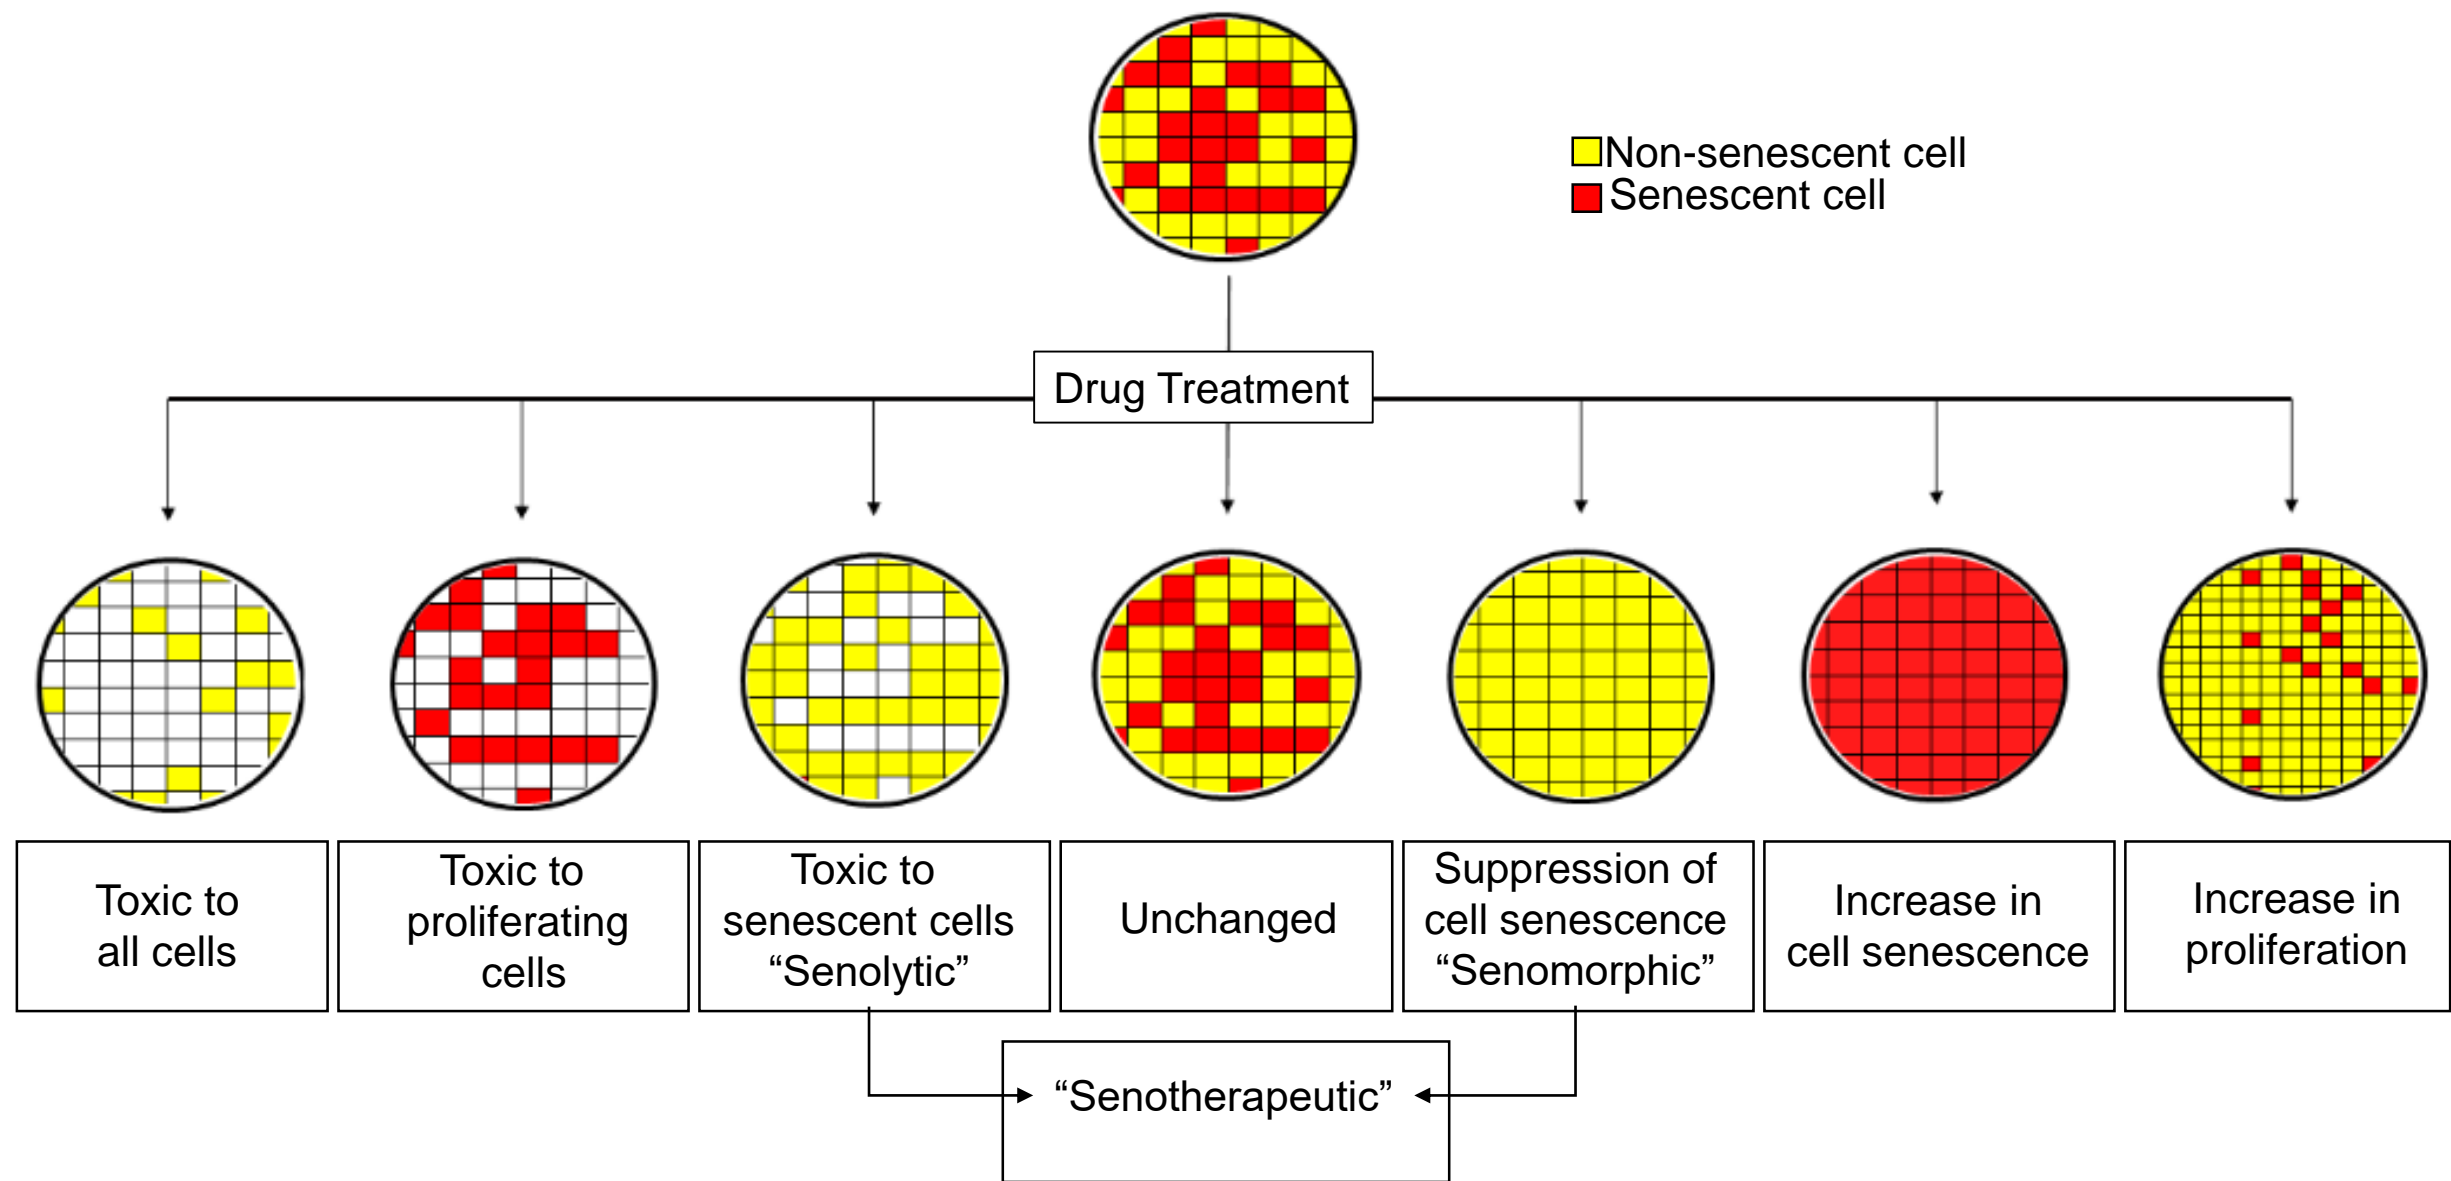 Non-senescent cell
Senescent cell
Drug Treatment
Toxic to
all cells
Toxic to
proliferating
cells
Toxic to
senescent cells
“Senolytic”
Unchanged
Suppression of
cell senescence
“Senomorphic”
Increase in
cell senescence
Increase in
proliferation
“Senotherapeutic”